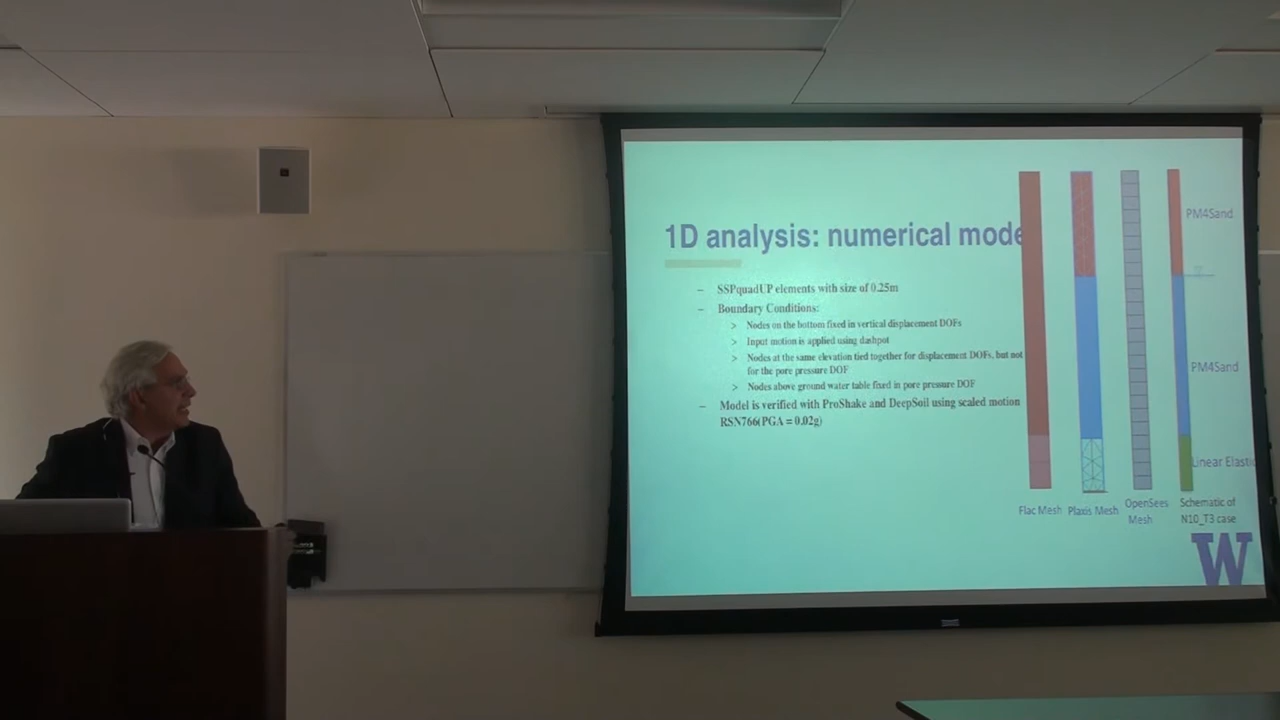 1D analysis: numerical mode
– SSPquadUP elements with size of 0.25m
– Boundary Conditions:
> Nodes on the bottom fixed in vertical displacement DOFs
> Input motion is applied using dashpot
> Nodes at the same elevation tied together for displacement DOFs, but not
for the pore pressure DOF
> Nodes above ground water table fixed in pore pressure DOF
– Model is verified with ProShake and DeepSoil using scaled motion
RSN766(PGA = 0.02g)
PM4Sand
PM4Sand
Linear Elastic
Flac Mesh
Plaxis Mesh
OpenSees
Mesh
Schematic of
N10_T3 case
W